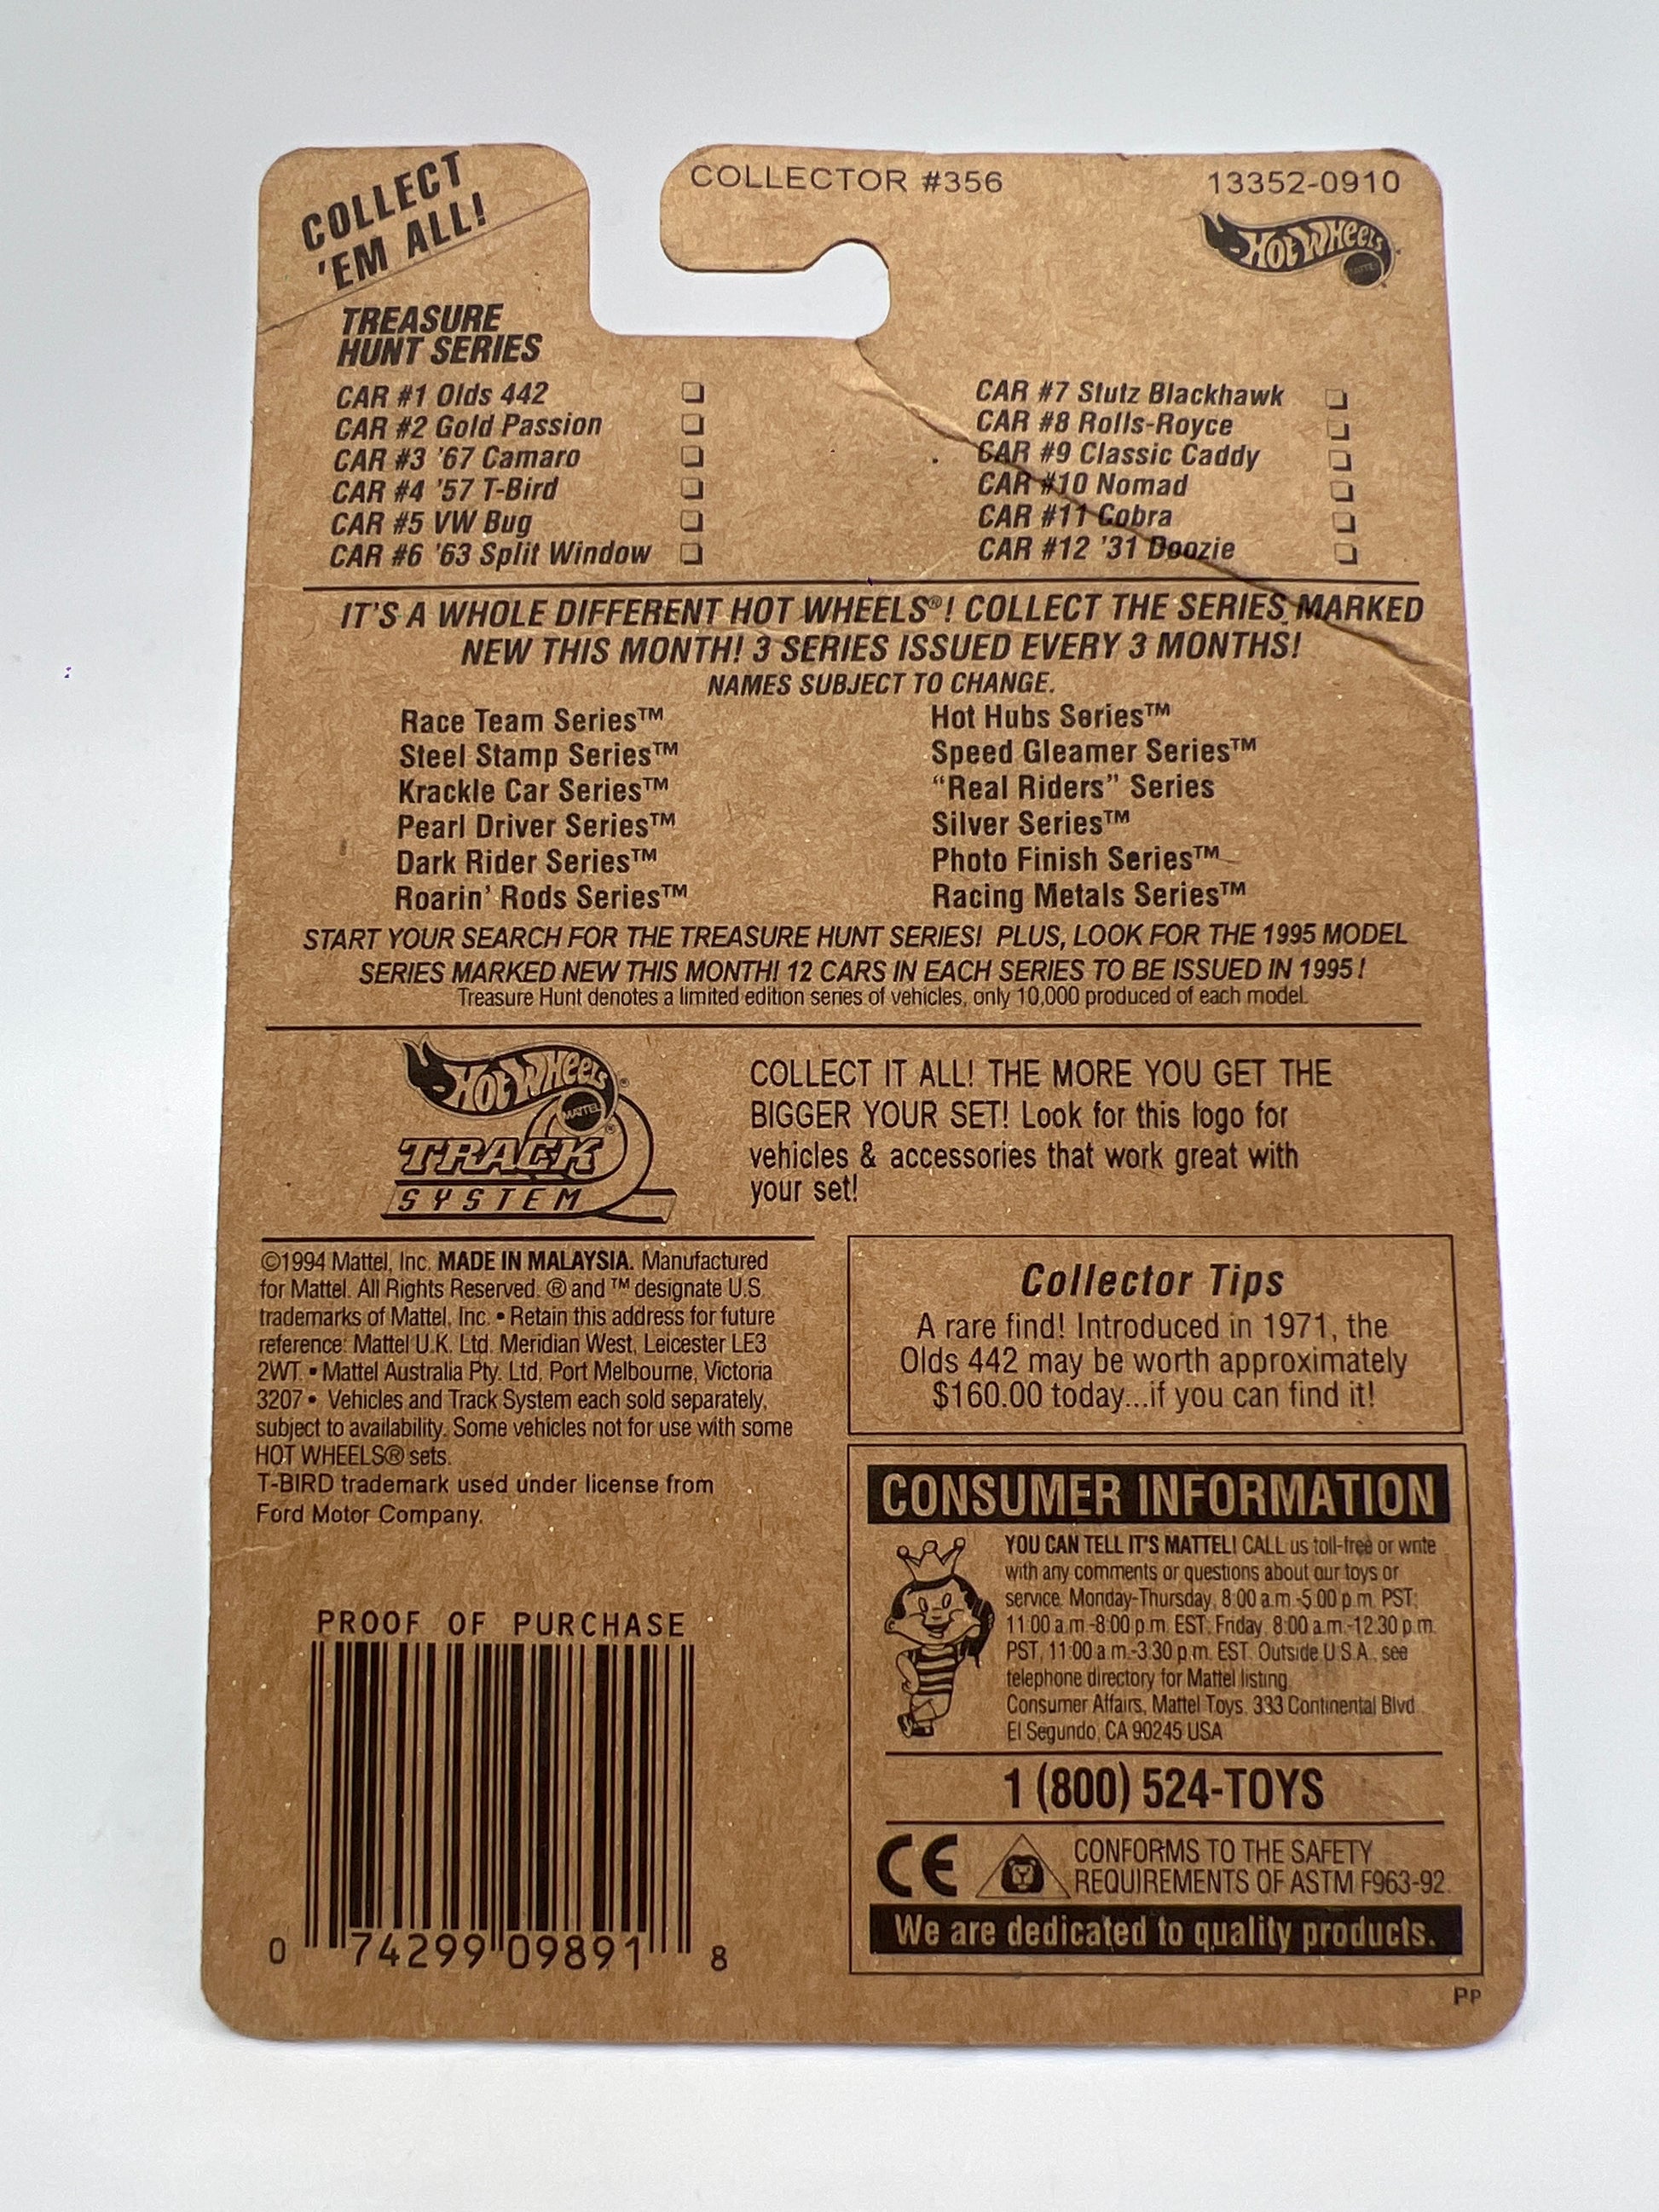 COLLECT
'EM ALL!
COLLECTOR #356
13352-0910
HOT WHEELS
MATTEL
TREASURE
HUNT SERIES
CAR #1 Olds 442
CAR #2 Gold Passion
CAR #3 '67 Camaro
CAR #4 '57 T-Bird
CAR #5 VW Bug
CAR #6 '63 Split Window
CAR #7 Stutz Blackhawk
CAR #8 Rolls-Royce
CAR #9 Classic Caddy
CAR #10 Nomad
CAR #11 Cobra
CAR #12 '31 Doozie
IT'S A WHOLE DIFFERENT HOT WHEELS®! COLLECT THE SERIES MARKED
NEW THIS MONTH! 3 SERIES ISSUED EVERY 3 MONTHS!
NAMES SUBJECT TO CHANGE.
Race Team Series™
Steel Stamp Series™
Krackle Car Series™
Pearl Driver Series™
Dark Rider Series™
Roarin' Rods Series™
Hot Hubs Series™
Speed Gleamer Series™
“Real Riders” Series
Silver Series™
Photo Finish Series™
Racing Metals Series™
START YOUR SEARCH FOR THE TREASURE HUNT SERIES! PLUS, LOOK FOR THE 1995 MODEL
SERIES MARKED NEW THIS MONTH! 12 CARS IN EACH SERIES TO BE ISSUED IN 1995!
Treasure Hunt denotes a limited edition series of vehicles, only 10,000 produced of each model.
HOT WHEELS®
MATTEL®
TRACK
SYSTEM
COLLECT IT ALL! THE MORE YOU GET THE
BIGGER YOUR SET! Look for this logo for
vehicles & accessories that work great with
your set!
©1994 Mattel, Inc. MADE IN MALAYSIA. Manufactured
for Mattel. All Rights Reserved. ® and ™ designate U.S.
trademarks of Mattel, Inc. • Retain this address for future
reference: Mattel U.K. Ltd. Meridian West, Leicester LE3
2WT. • Mattel Australia Pty. Ltd, Port Melbourne, Victoria
3207 • Vehicles and Track System each sold separately,
subject to availability. Some vehicles not for use with some
HOT WHEELS® sets.
T-BIRD trademark used under license from
Ford Motor Company.
Collector Tips
A rare find! Introduced in 1971, the
Olds 442 may be worth approximately
$160.00 today...if you can find it!
CONSUMER INFORMATION
YOU CAN TELL IT'S MATTEL! CALL us toll-free or write
with any comments or questions about our toys or
service. Monday-Thursday, 8:00 a.m.-5:00 p.m. PST;
11:00 a.m.-8:00 p.m. EST; Friday, 8:00 a.m.-12:30 p.m.
PST, 11:00 a.m.-3:30 p.m. EST. Outside U.S.A., see
telephone directory for Mattel listing.
Consumer Affairs, Mattel Toys, 333 Continental Blvd.
El Segundo, CA 90245 USA
1 (800) 524-TOYS
CE
CONFORMS TO THE SAFETY
REQUIREMENTS OF ASTM F963-92.
We are dedicated to quality products.
PROOF OF PURCHASE
0 74299 09891 8
PP